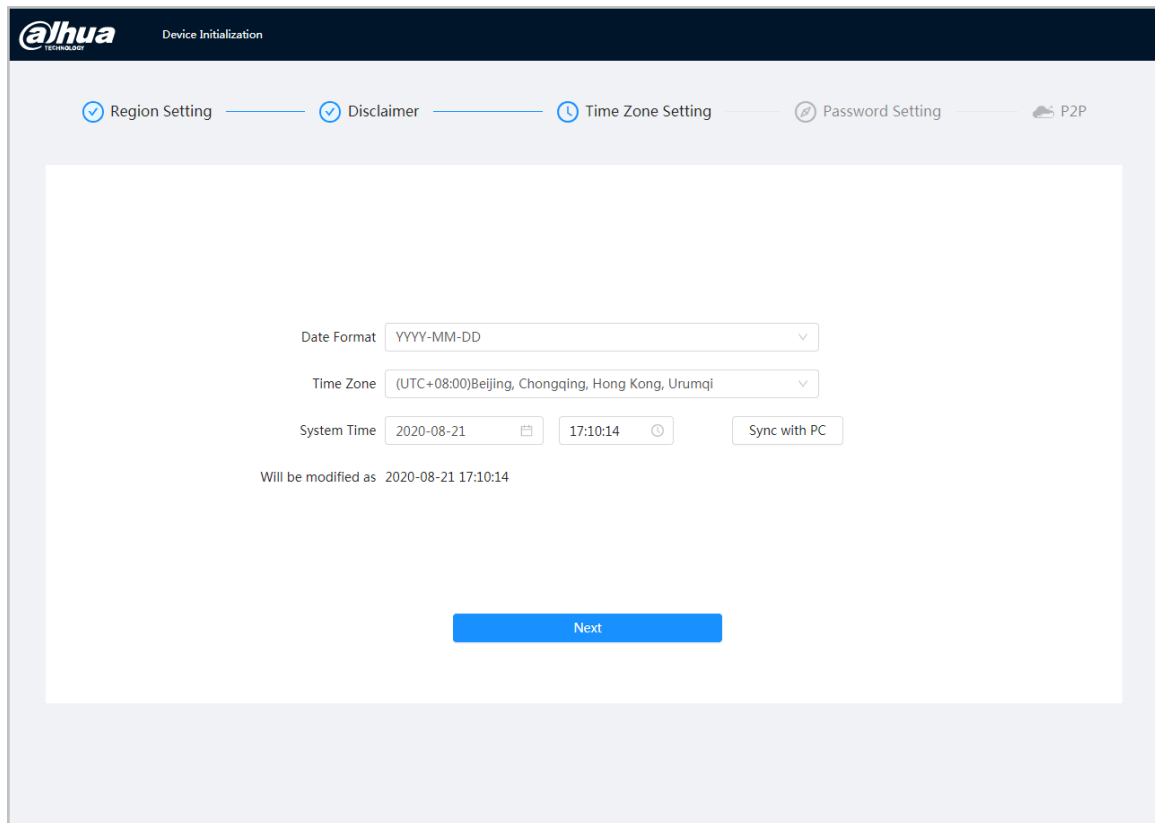 alhua
TECHNOLOGY
Device Initialization
Region Setting
Disclaimer
Time Zone Setting
Password Setting
P2P
Date Format YYYY-MM-DD
Time Zone (UTC+08:00)Beijing, Chongqing, Hong Kong, Urumqi
System Time 2020-08-21 17:10:14 Sync with PC
Will be modified as 2020-08-21 17:10:14
Next